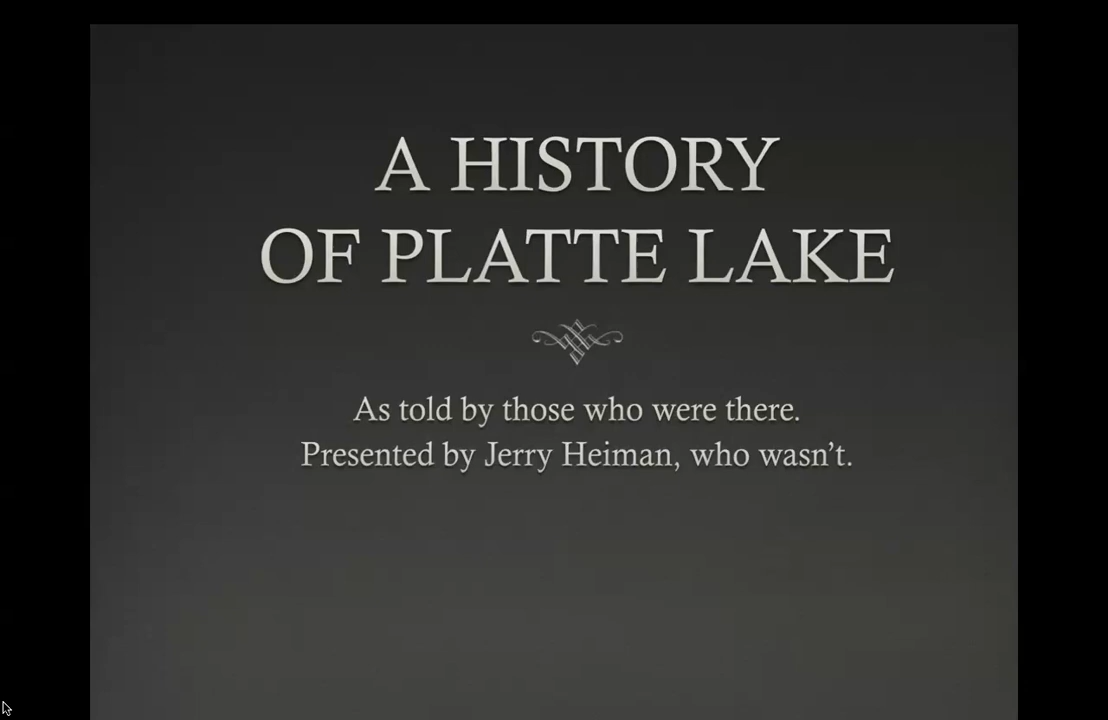 A HISTORY
OF PLATTE LAKE
As told by those who were there.
Presented by Jerry Heiman, who wasn’t.